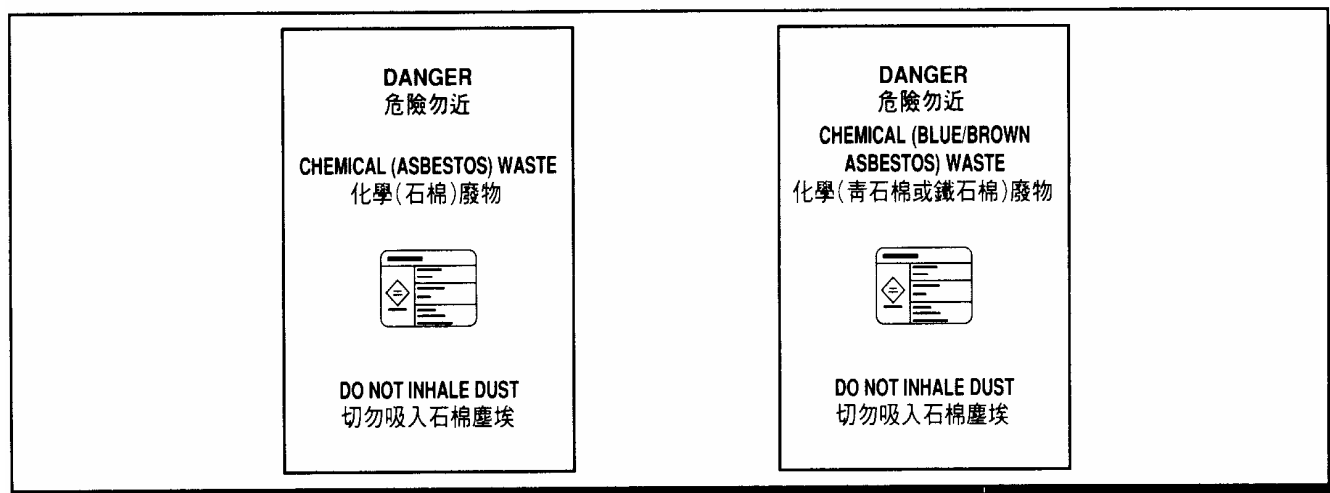 DANGER
危險勿近
CHEMICAL (ASBESTOS) WASTE
化學(石棉)廢物
DO NOT INHALE DUST
切勿吸入石棉塵埃
DANGER
危險勿近
CHEMICAL (BLUE/BROWN
ASBESTOS) WASTE
化學(青石棉或鐵石棉)廢物
DO NOT INHALE DUST
切勿吸入石棉塵埃